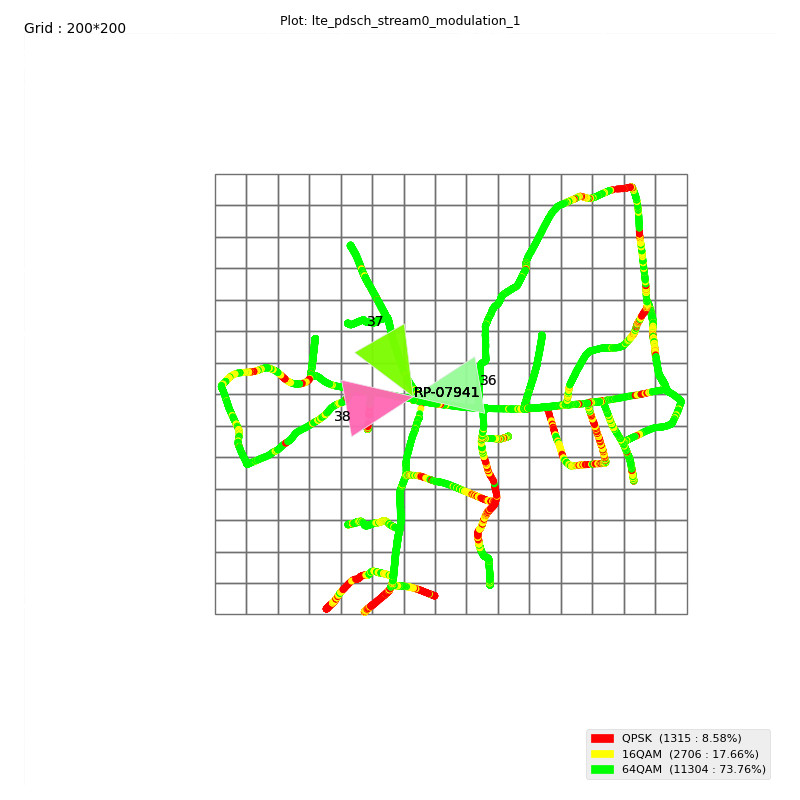 Plot: lte_pdsch_stream0_modulation_1
Grid : 200*200
37
36
RP-07941
38
QPSK (1315 : 8.58%)
16QAM (2706 : 17.66%)
64QAM (11304 : 73.76%)